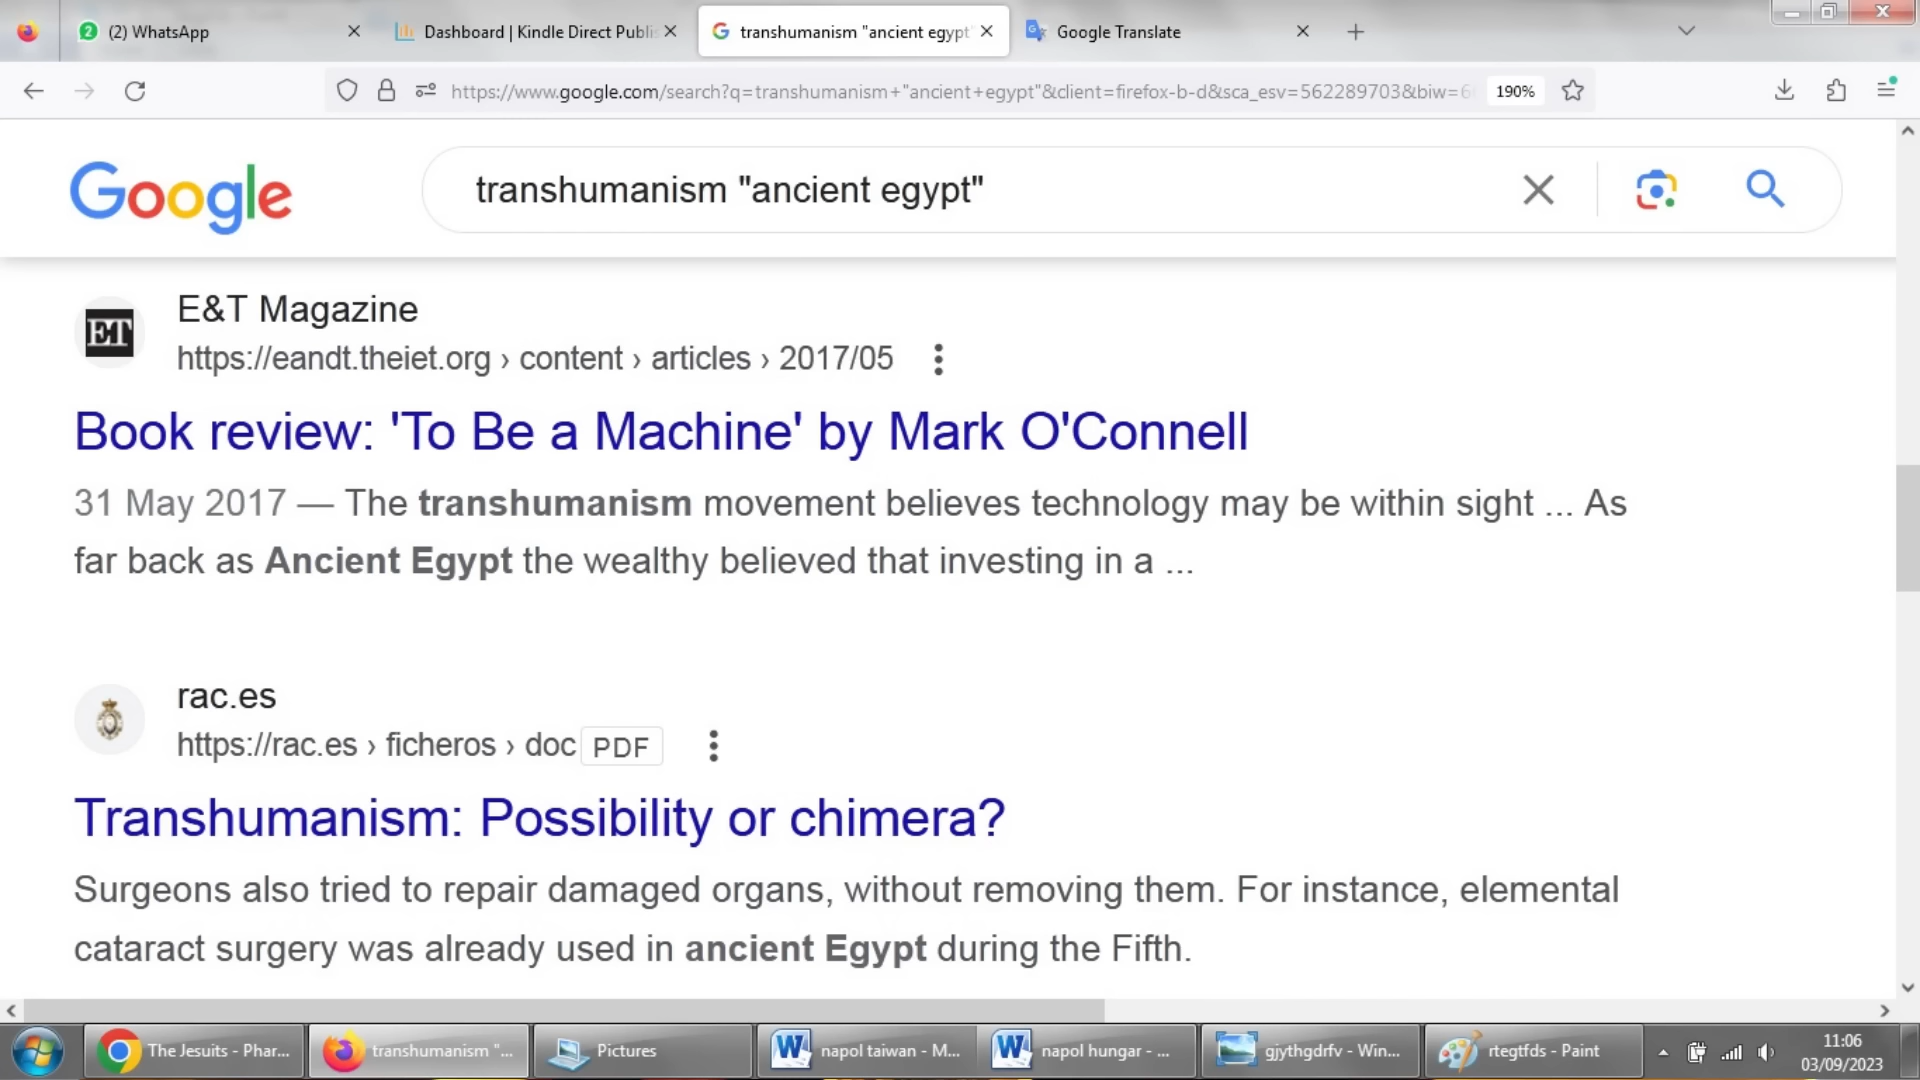 (2) WhatsApp
Dashboard | Kindle Direct Publis
transhumanism "ancient egypt"
Google Translate
https://www.google.com/search?q=transhumanism+"ancient+egypt"&client=firefox-b-d&sca_esv=562289703&biw=6
190%
Google
transhumanism "ancient egypt"
ET
E&T Magazine
https://eandt.theiet.org › content › articles › 2017/05
Book review: 'To Be a Machine' by Mark O'Connell
31 May 2017 — The transhumanism movement believes technology may be within sight ... As
far back as Ancient Egypt the wealthy believed that investing in a ...
rac.es
https://rac.es › ficheros › doc PDF
Transhumanism: Possibility or chimera?
Surgeons also tried to repair damaged organs, without removing them. For instance, elemental
cataract surgery was already used in ancient Egypt during the Fifth.
The Jesuits - Phar...
transhumanism "...
Pictures
napol taiwan - M...
napol hungar - ...
gjythgdrfv - Win...
rtegtfds - Paint
11:06
03/09/2023